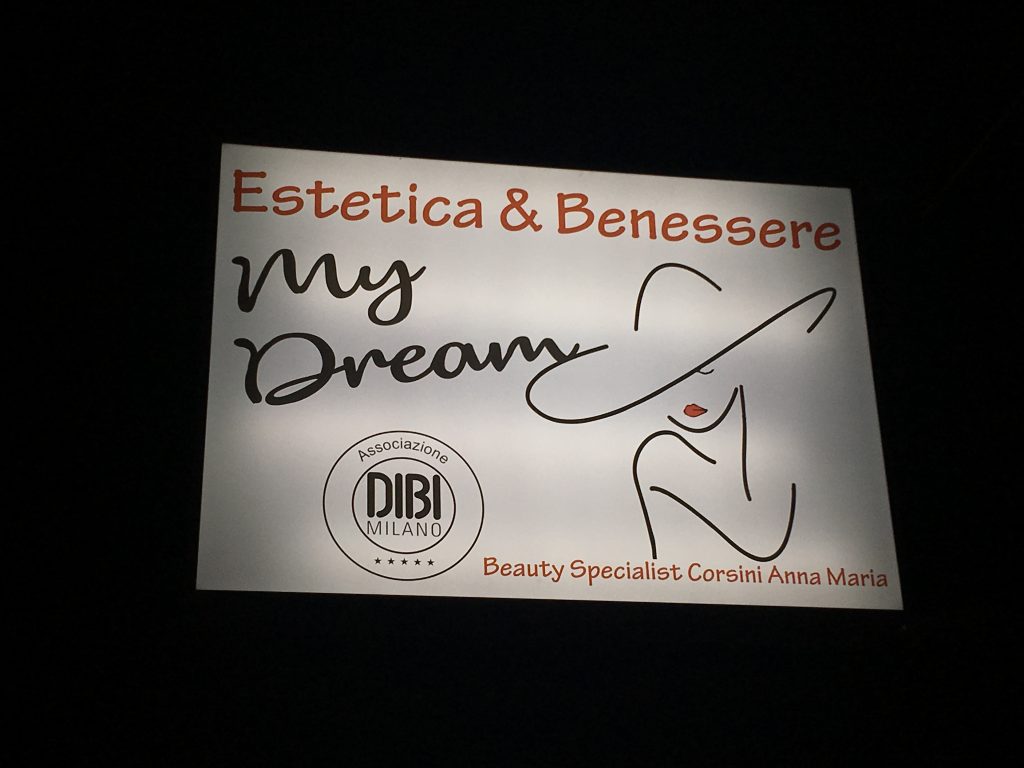 Estetica & Benessere
My
Dream
Associazione
DIBI
MILANO
Beauty Specialist Corsini Anna Maria